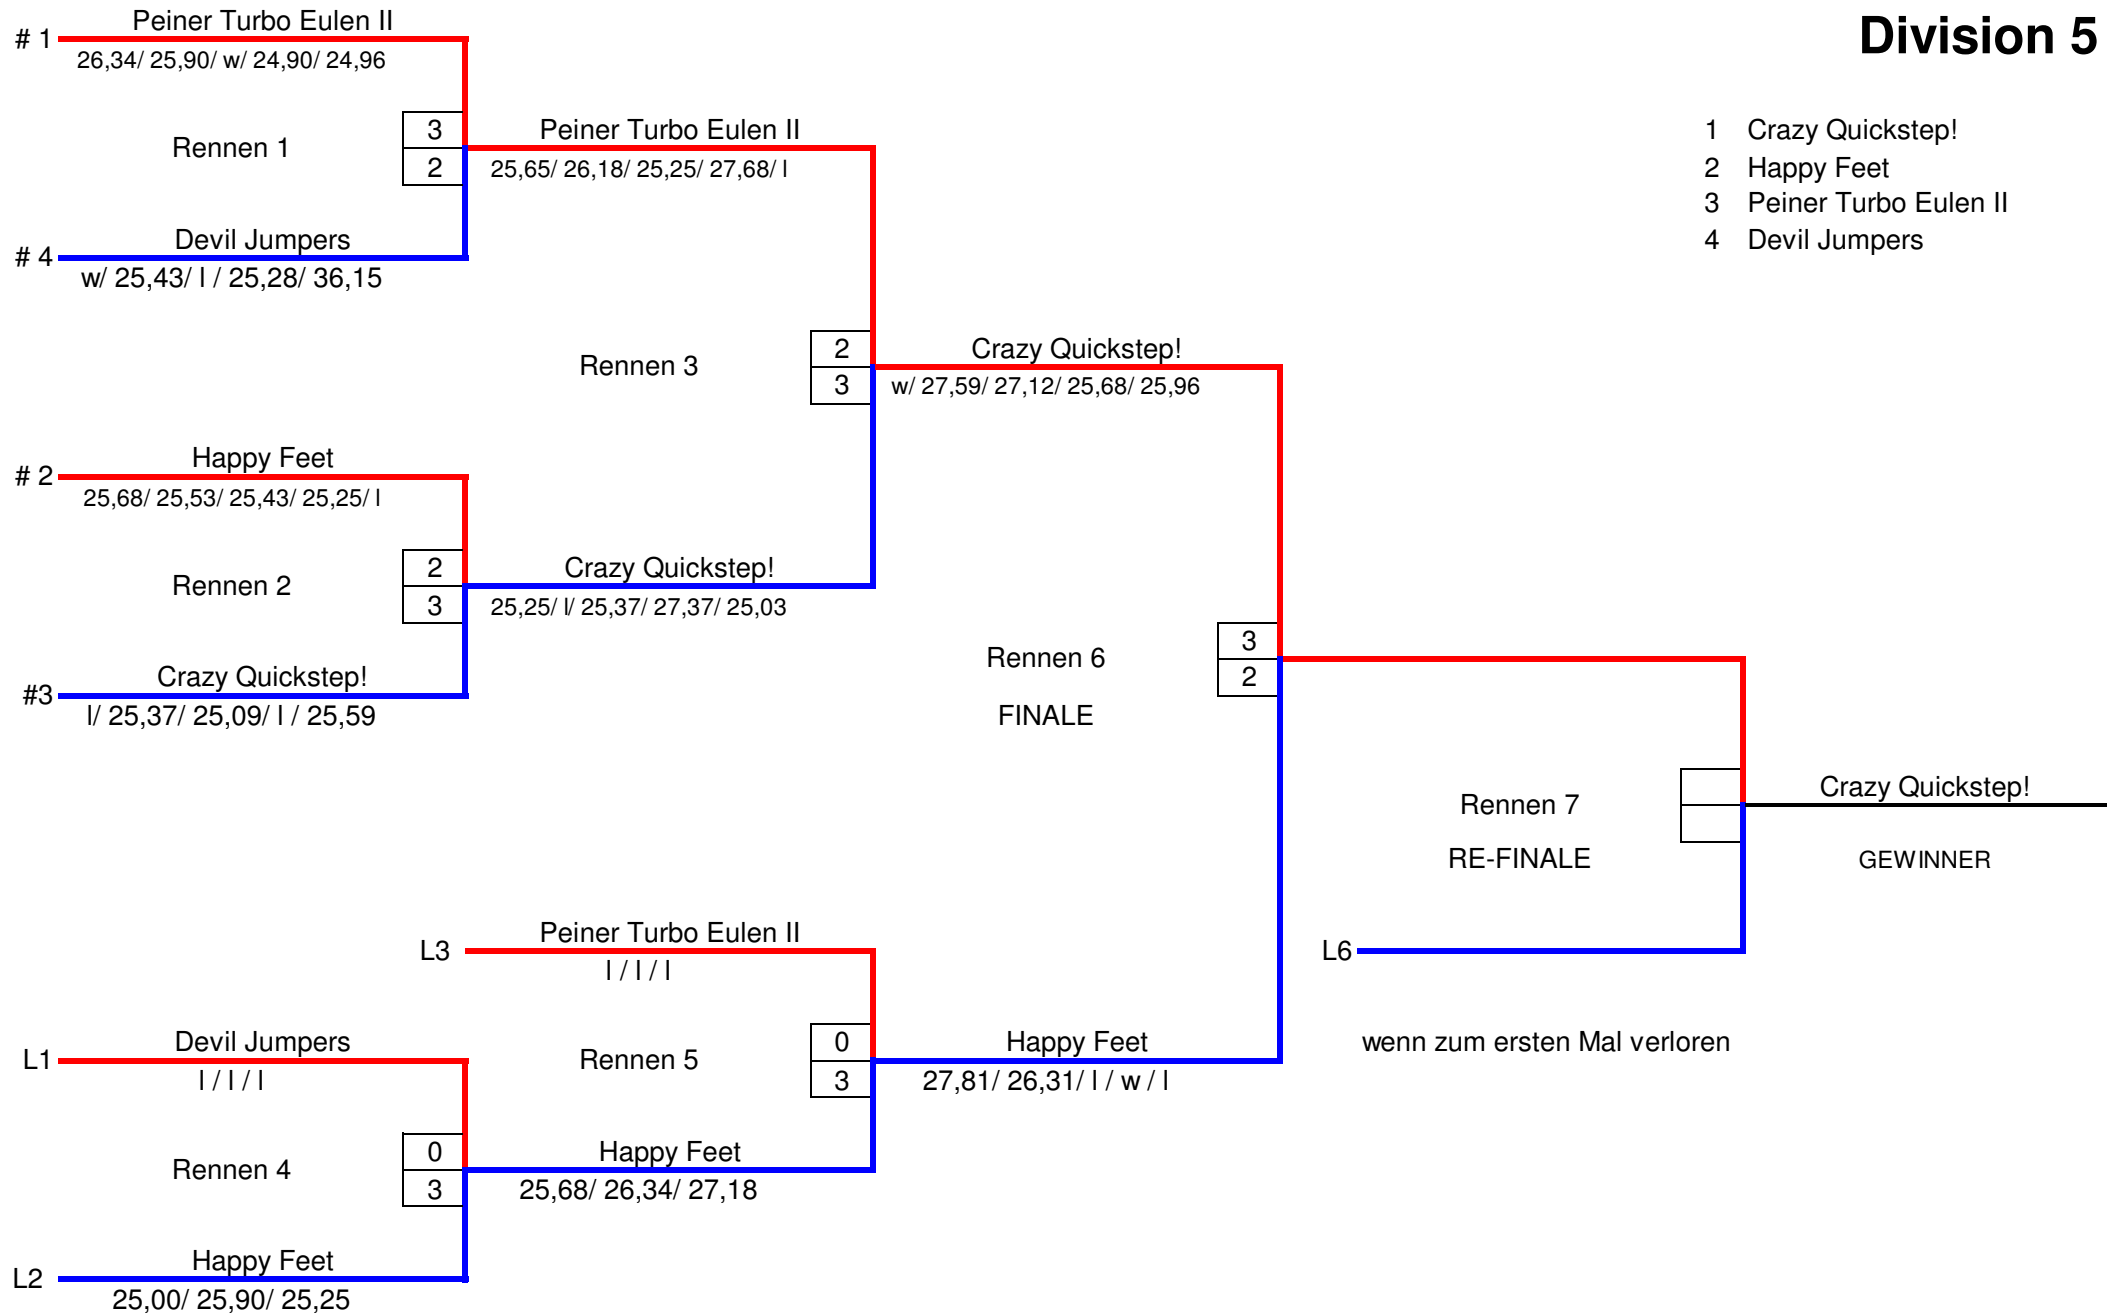 Division 5
1 Crazy Quickstep!
2 Happy Feet
3 Peiner Turbo Eulen II
4 Devil Jumpers
# 1
Peiner Turbo Eulen II
26,34/ 25,90/ w/ 24,90/ 24,96
Rennen 1
3
2
# 4
Devil Jumpers
w/ 25,43/ l / 25,28/ 36,15
Peiner Turbo Eulen II
25,65/ 26,18/ 25,25/ 27,68/ l
Rennen 3
2
3
# 2
Happy Feet
25,68/ 25,53/ 25,43/ 25,25/ l
Rennen 2
2
3
#3
Crazy Quickstep!
l/ 25,37/ 25,09/ l / 25,59
Crazy Quickstep!
25,25/ l/ 25,37/ 27,37/ 25,03
Crazy Quickstep!
w/ 27,59/ 27,12/ 25,68/ 25,96
Rennen 6
FINALE
3
2
Rennen 7
RE-FINALE
Crazy Quickstep!
GEWINNER
L6
wenn zum ersten Mal verloren
L3
Peiner Turbo Eulen II
l / l / l
Rennen 5
0
3
Happy Feet
27,81/ 26,31/ l / w / l
L1
Devil Jumpers
l / l / l
Rennen 4
0
3
Happy Feet
25,68/ 26,34/ 27,18
L2
Happy Feet
25,00/ 25,90/ 25,25